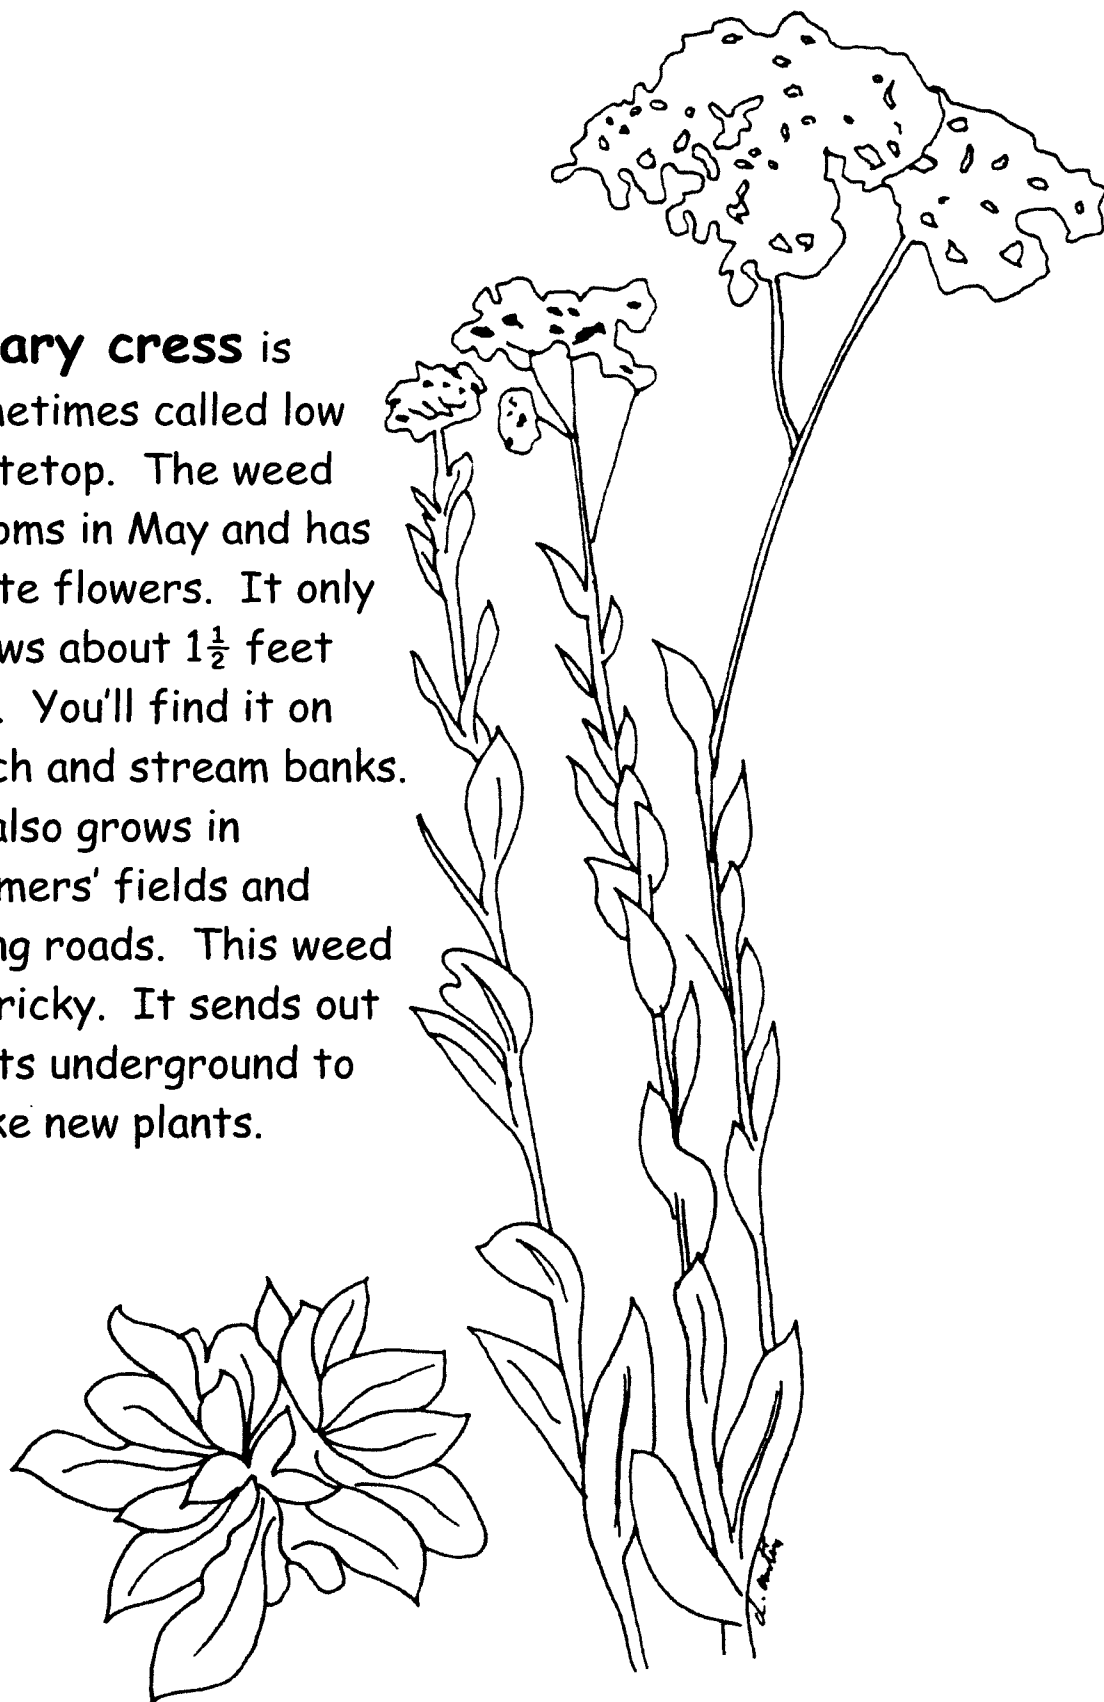 ary cress is
netimes called low
tetop. The weed
oms in May and has
te flowers. It only
ws about 1½ feet
. You'll find it on
ch and stream banks.
also grows in
mers' fields and
ng roads. This weed
ricky. It sends out
ts underground to
ke new plants.